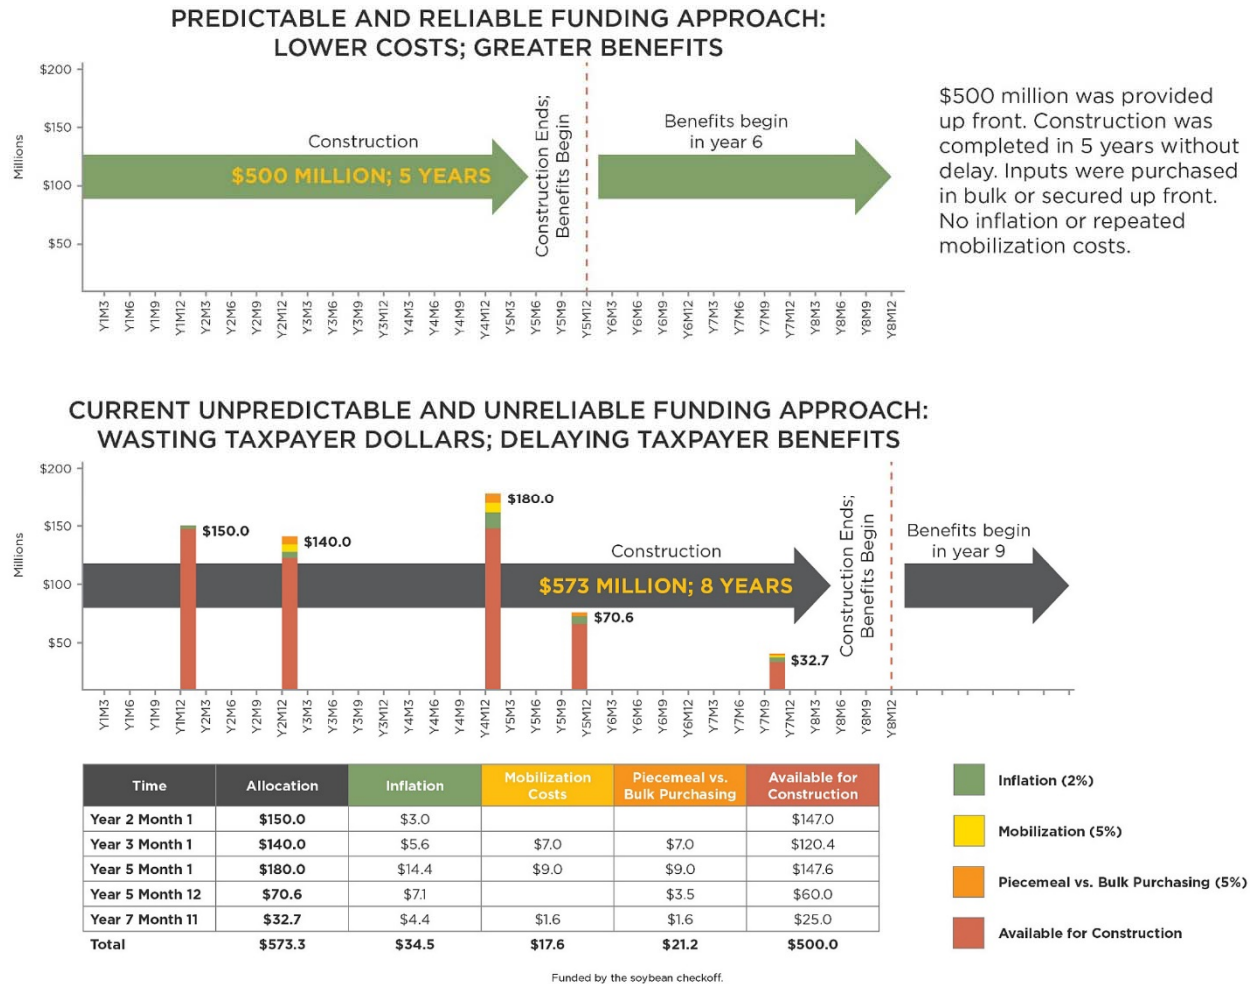 PREDICTABLE AND RELIABLE FUNDING APPROACH:
LOWER COSTS; GREATER BENEFITS
$200
$150
$100
$50
Millions
Construction
$500 MILLION; 5 YEARS
Construction Ends;
Benefits Begin
Benefits begin
in year 6
Y1M3 Y1M6 Y1M9 Y1M12 Y2M3 Y2M6 Y2M9 Y2M12 Y3M3 Y3M6 Y3M9 Y3M12 Y4M3 Y4M6 Y4M9 Y4M12 Y5M3 Y5M6 Y5M9 Y5M12 Y6M3 Y6M6 Y6M9 Y6M12 Y7M3 Y7M6 Y7M9 Y7M12 Y8M3 Y8M6 Y8M9 Y8M12
$500 million was provided
up front. Construction was
completed in 5 years without
delay. Inputs were purchased
in bulk or secured up front.
No inflation or repeated
mobilization costs.
CURRENT UNPREDICTABLE AND UNRELIABLE FUNDING APPROACH:
WASTING TAXPAYER DOLLARS; DELAYING TAXPAYER BENEFITS
$200
$150
$100
$50
Millions
$150.0
$140.0
$180.0
$70.6
$32.7
Construction
$573 MILLION; 8 YEARS
Construction Ends;
Benefits Begin
Benefits begin
in year 9
Y1M3 Y1M6 Y1M9 Y1M12 Y2M3 Y2M6 Y2M9 Y2M12 Y3M3 Y3M6 Y3M9 Y3M12 Y4M3 Y4M6 Y4M9 Y4M12 Y5M3 Y5M6 Y5M9 Y5M12 Y6M3 Y6M6 Y6M9 Y6M12 Y7M3 Y7M6 Y7M9 Y7M12 Y8M3 Y8M6 Y8M9 Y8M12
Time Allocation Inflation Mobilization Costs Piecemeal vs. Bulk Purchasing Available for Construction
Year 2 Month 1 $150.0 $3.0 $147.0
Year 3 Month 1 $140.0 $5.6 $7.0 $7.0 $120.4
Year 5 Month 1 $180.0 $14.4 $9.0 $9.0 $147.6
Year 5 Month 12 $70.6 $7.1 $3.5 $60.0
Year 7 Month 11 $32.7 $4.4 $1.6 $1.6 $25.0
Total $573.3 $34.5 $17.6 $21.2 $500.0
Inflation (2%)
Mobilization (5%)
Piecemeal vs. Bulk Purchasing (5%)
Available for Construction
Funded by the soybean checkoff.